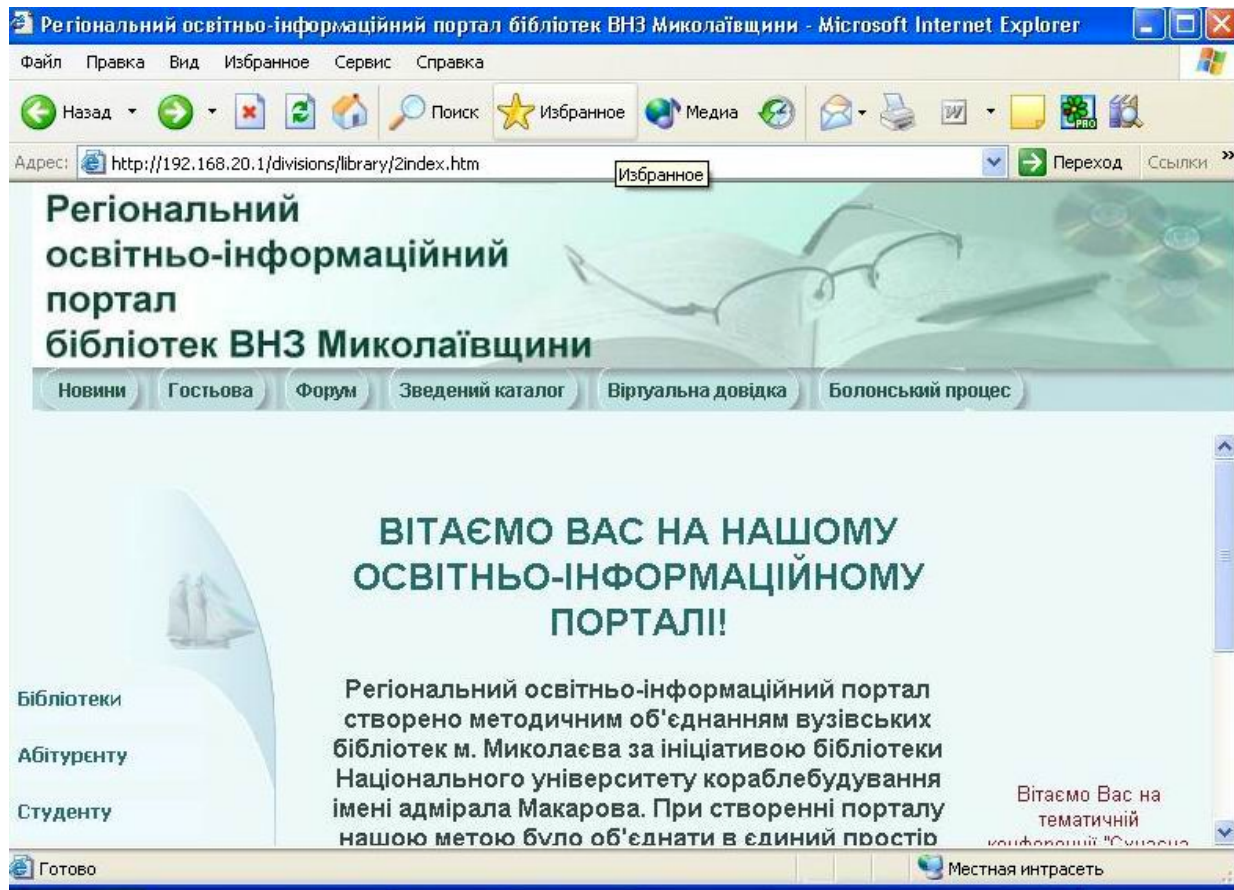 Регіональний освітньо-інформаційний портал бібліотек ВНЗ Миколаївщини - Microsoft Internet Explorer
Файл Правка Вид Избранное Сервис Справка
Назад Поиск Избранное Медиа
Адрес: http://192.168.20.1/divisions/library/2index.htm Переход Ссылки »
Избранное
Регіональний
освітньо-інформаційний
портал
бібліотек ВНЗ Миколаївщини
Новини Гостьова Форум Зведений каталог Віртуальна довідка Болонський процес
ВІТАЄМО ВАС НА НАШОМУ
ОСВІТНЬО-ІНФОРМАЦІЙНОМУ
ПОРТАЛІ!
Бібліотеки
Абітурєнту
Студенту
Регіональний освітньо-інформаційний портал
створено методичним об'єднанням вузівських
бібліотек м. Миколаєва за ініціативою бібліотеки
Національного університету кораблебудування
імені адмірала Макарова. При створенні порталу
нашою метою було об'єднати в єдиний простір
Вітаємо Вас на
тематичній
конференції "Сучасна
Готово Местная интрасеть